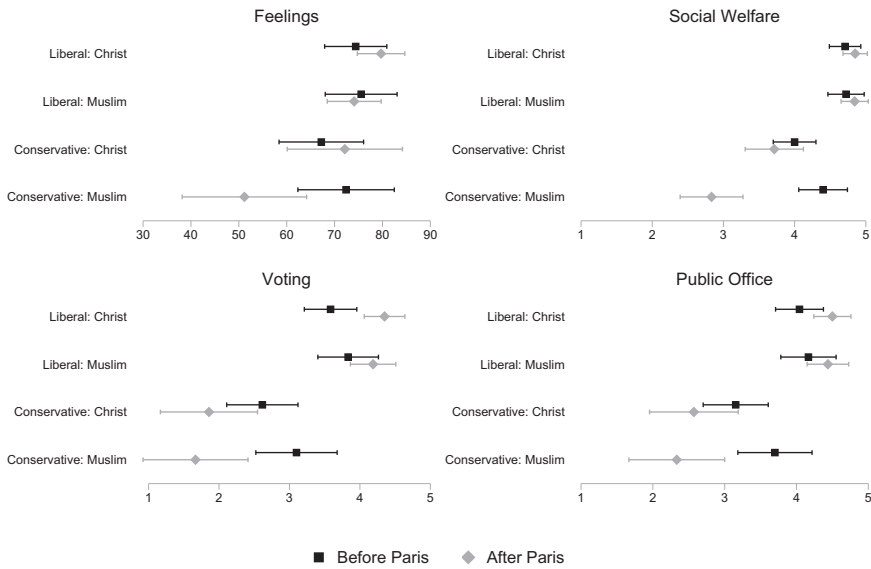 Feelings
Liberal: Christ
Liberal: Muslim
Conservative: Christ
Conservative: Muslim
30 40 50 60 70 80 90
Social Welfare
Liberal: Christ
Liberal: Muslim
Conservative: Christ
Conservative: Muslim
1 2 3 4 5
Voting
Liberal: Christ
Liberal: Muslim
Conservative: Christ
Conservative: Muslim
1 2 3 4 5
Public Office
Liberal: Christ
Liberal: Muslim
Conservative: Christ
Conservative: Muslim
1 2 3 4 5
Before Paris After Paris